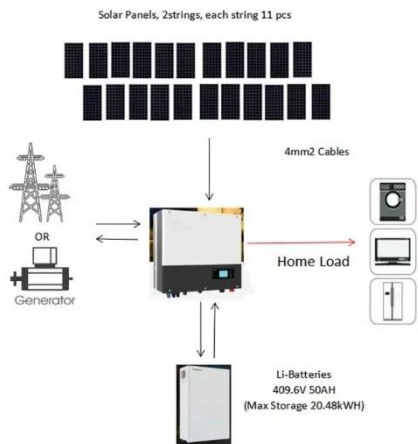 Solar Panels, 2strings, each string 11 pcs
4mm2 Cables
OR
Generator
Home Load
Li-Batteries
409.6V 50AH
(Max Storage 20.48kWH)